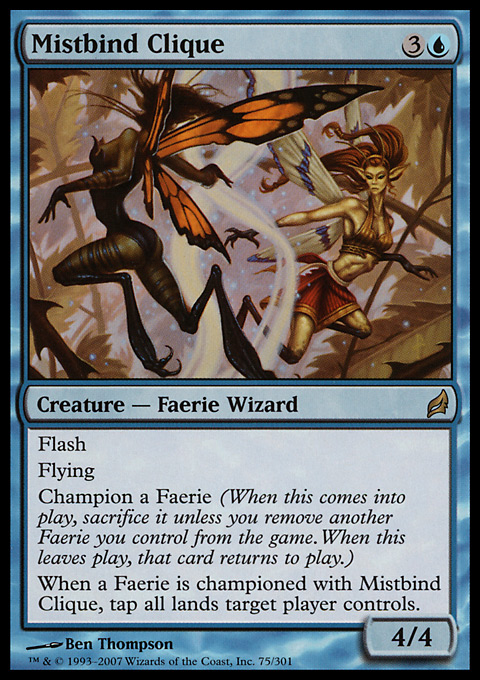 Mistbind Clique 3
Creature — Faerie Wizard
Flash
Flying
Champion a Faerie (When this comes into
play, sacrifice it unless you remove another
Faerie you control from the game. When this
leaves play, that card returns to play.)
When a Faerie is championed with Mistbind
Clique, tap all lands target player controls.
4/4
Ben Thompson
™ & © 1993–2007 Wizards of the Coast, Inc. 75/301